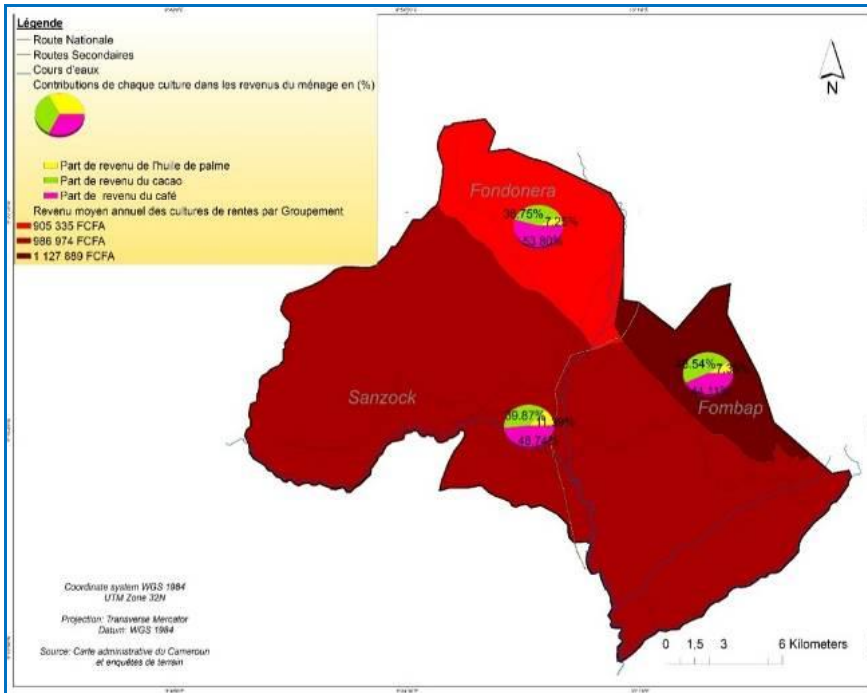 Légende
Route Nationale
Routes Secondaires
Cours d'eaux
Contributions de chaque culture dans les revenus du ménage en (%)
Part de revenu de l'huile de palme
Part de revenu du cacao
Part de revenu du café
Revenu moyen annuel des cultures de rentes par Groupement
905 335 FCFA
986 974 FCFA
1 127 889 FCFA
N
Fondonera
7.25%
53.80%
Sanzock
39.87%
48.74%
Fombap
Coordinate system WGS 1984
UTM Zone 32N
Projection: Transverse Mercator
Datum: WGS 1984
Source: Carte administrative du Cameroun
et enquêtes de terrain
0 1,5 3 6 Kilometers